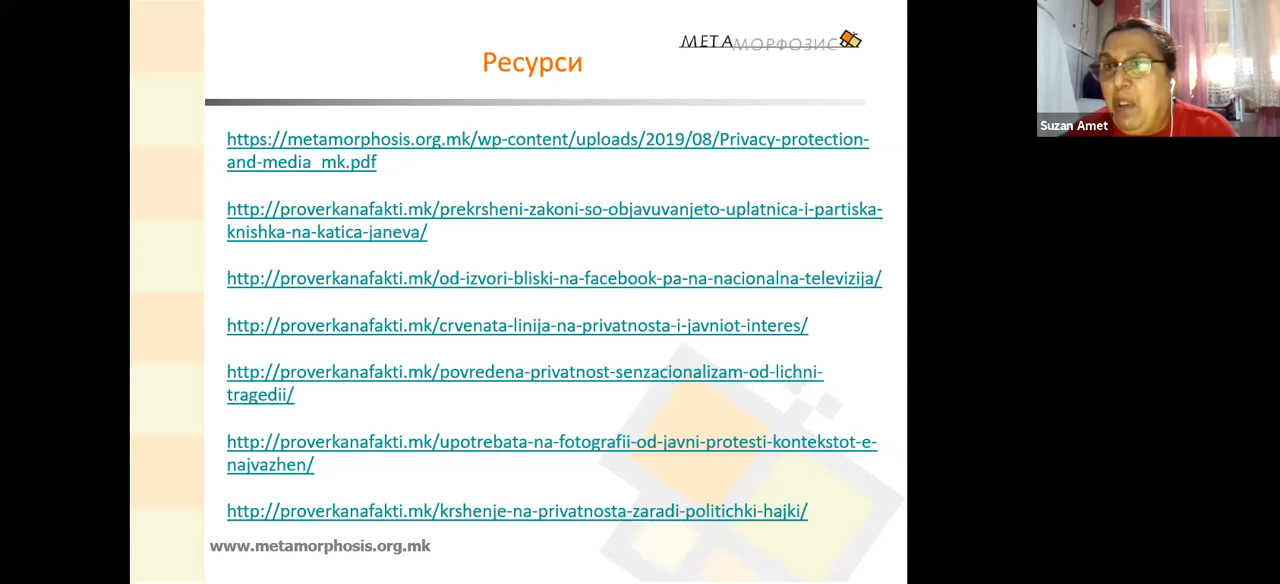 МЕТАМОРФОЗИС
Ресурси
https://metamorphosis.org.mk/wp-content/uploads/2019/08/Privacy-protection-
and-media_mk.pdf
http://proverkanafakti.mk/prekrsheni-zakoni-so-objavuvanjeto-uplatnica-i-partiska-
knishka-na-katica-janeva/
http://proverkanafakti.mk/od-izvori-bliski-na-facebook-pa-na-nacionalna-televizija/
http://proverkanafakti.mk/crvenata-linija-na-privatnosta-i-javniot-interes/
http://proverkanafakti.mk/povredena-privatnost-senzacionalizam-od-lichni-
tragedii/
http://proverkanafakti.mk/upotrebata-na-fotografii-od-javni-protesti-kontekstot-e-
najvazhen/
http://proverkanafakti.mk/krshenje-na-privatnosta-zaradi-politichki-hajki/
www.metamorphosis.org.mk
Suzan Amet